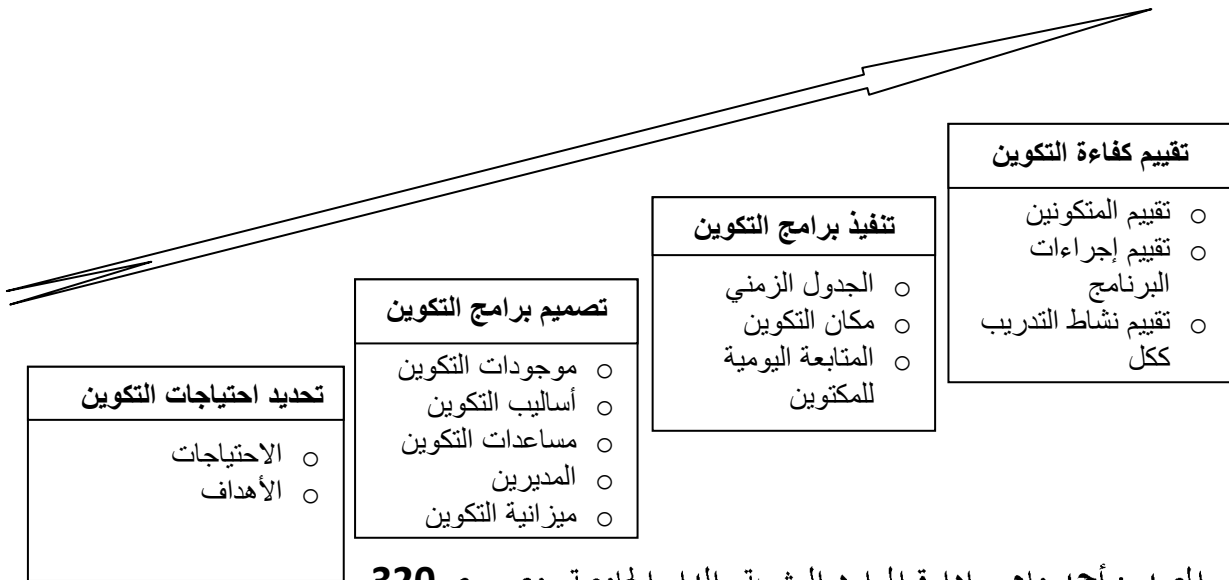 تقييم كفاءة التكوين
○ تقييم المتكونين
○ تقييم إجراءات
البرنامج
○ تقييم نشاط التدريب
ككل
تنفيذ برامج التكوين
○ الجدول الزمني
○ مكان التكوين
○ المتابعة اليومية
للمكتوين
تصميم برامج التكوين
○ موجودات التكوين
○ أساليب التكوين
○ مساعدات التكوين
○ المديرين
○ ميزانية التكوين
تحديد احتياجات التكوين
○ الاحتياجات
○ الأهداف
320